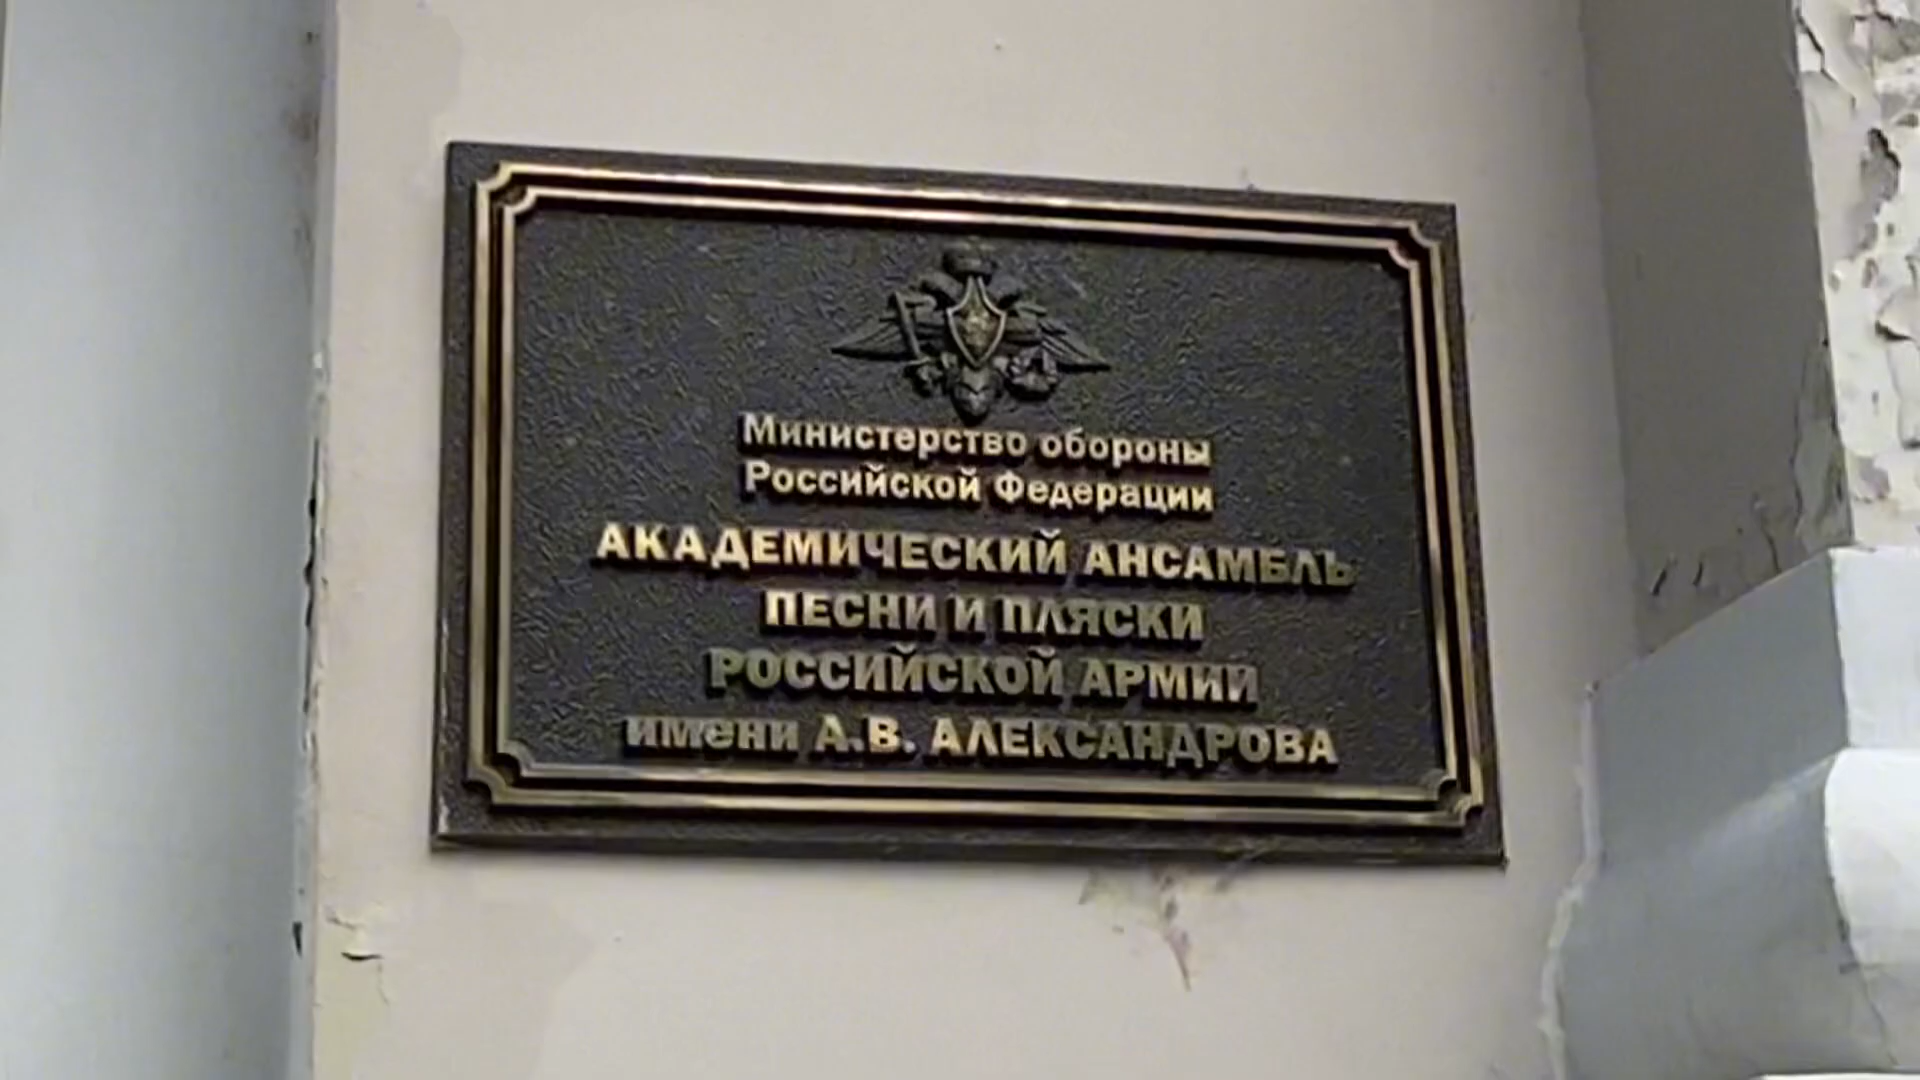 Министерство обороны
Российской Федерации
АКАДЕМИЧЕСКИЙ АНСАМБЛЬ
ПЕСНИ И ПЛЯСКИ
РОССИЙСКОЙ АРМИИ
имени А.В. АЛЕКСАНДРОВА